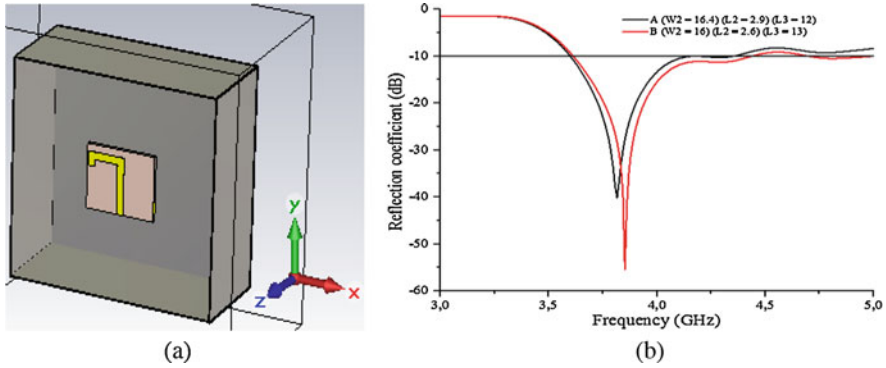 y
x
z
(a)
Reflection coefficient (dB)
0
-10
-20
-30
-40
-50
-60
A (W2 = 16.4) (L2 = 2.9) (L3 = 12)
B (W2 = 16) (L2 = 2.6) (L3 = 13)
3,0
3,5
4,0
4,5
5,0
Frequency (GHz)
(b)